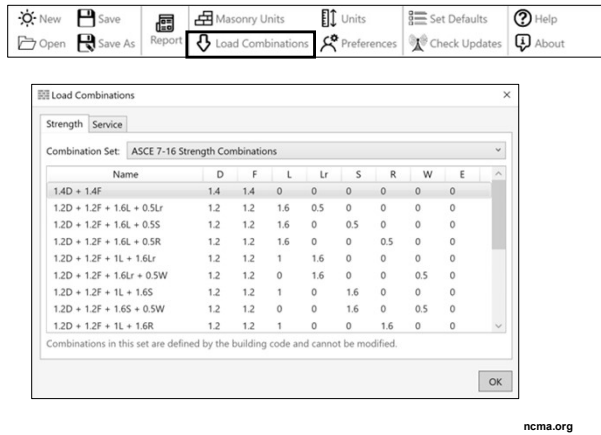 New Save Report Masonry Units Units Set Defaults Help
Open Save As Load Combinations Preferences Check Updates About
Load Combinations
Strength Service
Combination Set: ASCE 7-16 Strength Combinations
Name D F L Lr S R W E
1.4D + 1.4F 1.4 1.4 0 0 0 0 0 0
1.2D + 1.2F + 1.6L + 0.5Lr 1.2 1.2 1.6 0.5 0 0 0 0
1.2D + 1.2F + 1.6L + 0.5S 1.2 1.2 1.6 0 0.5 0 0 0
1.2D + 1.2F + 1.6L + 0.5R 1.2 1.2 1.6 0 0 0.5 0 0
1.2D + 1.2F + 1L + 1.6Lr 1.2 1.2 1 1.6 0 0 0 0
1.2D + 1.2F + 1.6Lr + 0.5W 1.2 1.2 0 1.6 0 0 0.5 0
1.2D + 1.2F + 1L + 1.6S 1.2 1.2 1 0 1.6 0 0 0
1.2D + 1.2F + 1.6S + 0.5W 1.2 1.2 0 0 1.6 0 0.5 0
1.2D + 1.2F + 1L + 1.6R 1.2 1.2 1 0 0 1.6 0 0
Combinations in this set are defined by the building code and cannot be modified.
OK
ncma.org